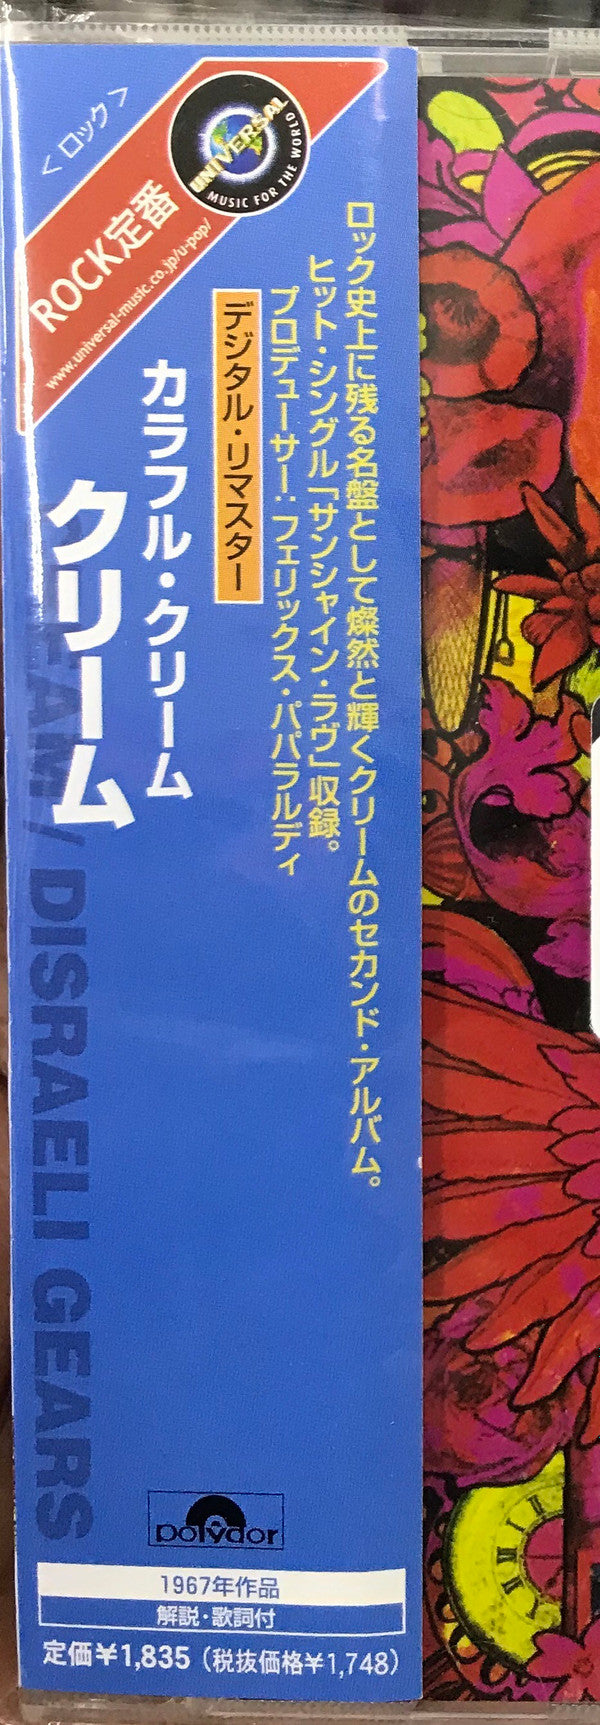 <ロック>
ROCK定番
www.universal-music.co.jp/u-pop/
UNIVERSAL
MUSIC FOR THE WORLD
ロック史上に残る名盤として燦然と輝くクリームのセカンド・アルバム。
ヒット・シングル「サンシャイン・ラヴ」収録。
プロデューサー:フェリックス・パパラルディ
デジタル・リマスター
カラフル・クリーム
クリーム
EAM / DISRAELI GEARS
polydor
1967年作品
解説・歌詞付
定価¥1,835(税抜価格¥1,748)